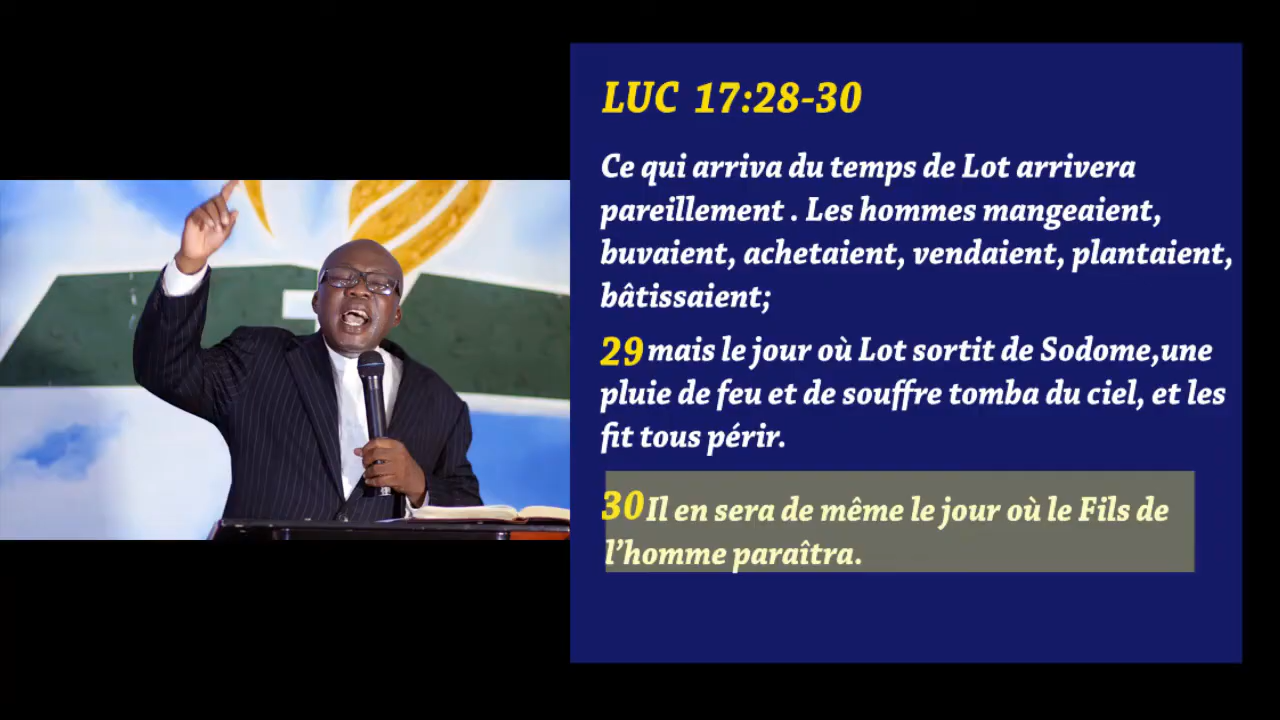 LUC 17:28-30
Ce qui arriva du temps de Lot arrivera
pareillement . Les hommes mangeaient,
buvaient, achetaient, vendaient, plantaient,
bâtissaient;
29 mais le jour où Lot sortit de Sodome,une
pluie de feu et de souffre tomba du ciel, et les
fit tous périr.
30 Il en sera de même le jour où le Fils de
l’homme paraîtra.